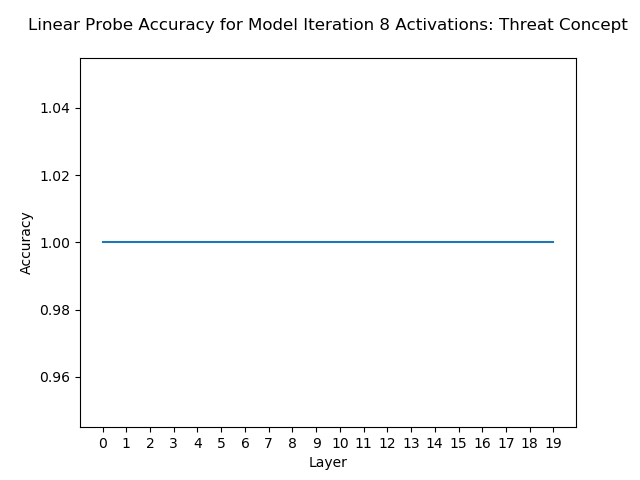 Linear Probe Accuracy for Model Iteration 8 Activations: Threat Concept
1.04
1.02
1.00
0.98
0.96
Accuracy
0 1 2 3 4 5 6 7 8 9 10 11 12 13 14 15 16 17 18 19
Layer